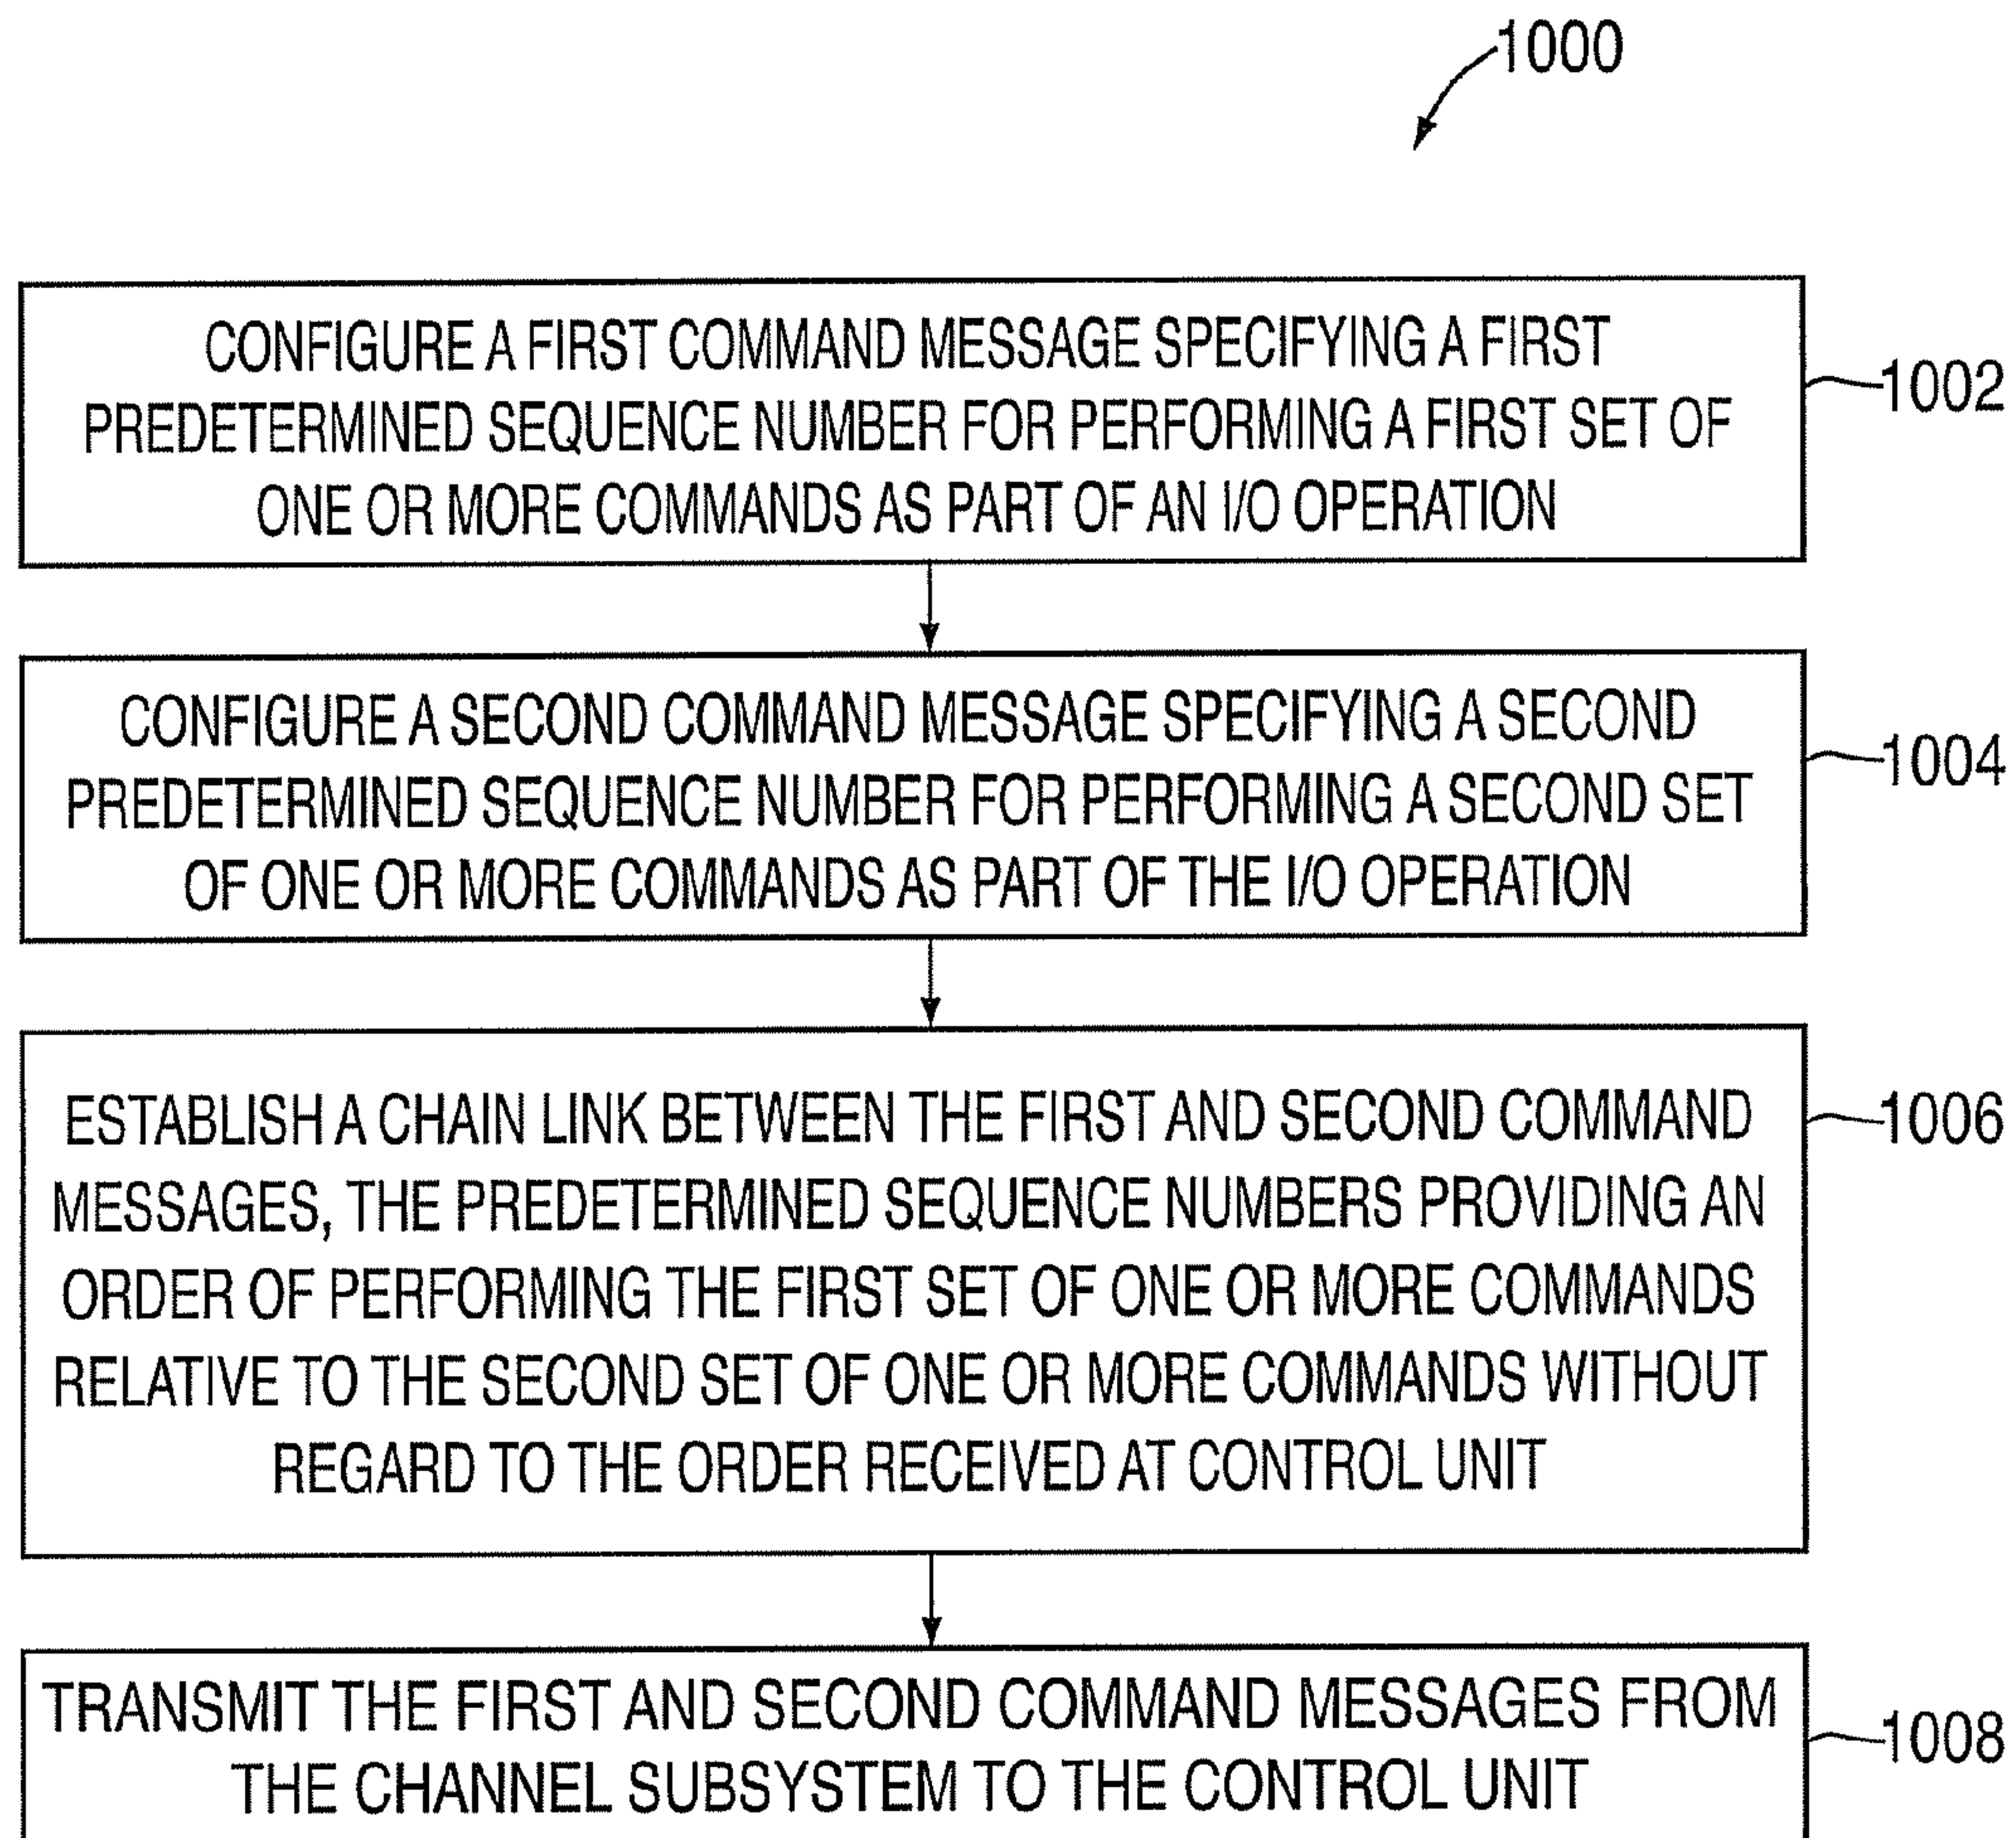 1000
CONFIGURE A FIRST COMMAND MESSAGE SPECIFYING A FIRST
PREDETERMINED SEQUENCE NUMBER FOR PERFORMING A FIRST SET OF
ONE OR MORE COMMANDS AS PART OF AN I/O OPERATION
1002
CONFIGURE A SECOND COMMAND MESSAGE SPECIFYING A SECOND
PREDETERMINED SEQUENCE NUMBER FOR PERFORMING A SECOND SET
OF ONE OR MORE COMMANDS AS PART OF THE I/O OPERATION
1004
ESTABLISH A CHAIN LINK BETWEEN THE FIRST AND SECOND COMMAND
MESSAGES, THE PREDETERMINED SEQUENCE NUMBERS PROVIDING AN
ORDER OF PERFORMING THE FIRST SET OF ONE OR MORE COMMANDS
RELATIVE TO THE SECOND SET OF ONE OR MORE COMMANDS WITHOUT
REGARD TO THE ORDER RECEIVED AT CONTROL UNIT
1006
TRANSMIT THE FIRST AND SECOND COMMAND MESSAGES FROM
THE CHANNEL SUBSYSTEM TO THE CONTROL UNIT
1008